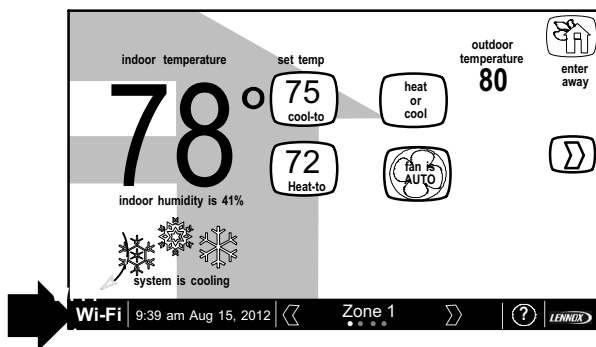 indoor temperature
set temp
outdoor
temperature
80
enter
away
78°
75
cool-to
heat
or
cool
72
Heat-to
fan is
AUTO
indoor humidity is 41%
system is cooling
Wi-Fi
9:39 am Aug 15, 2012
Zone 1
?
LENNOX